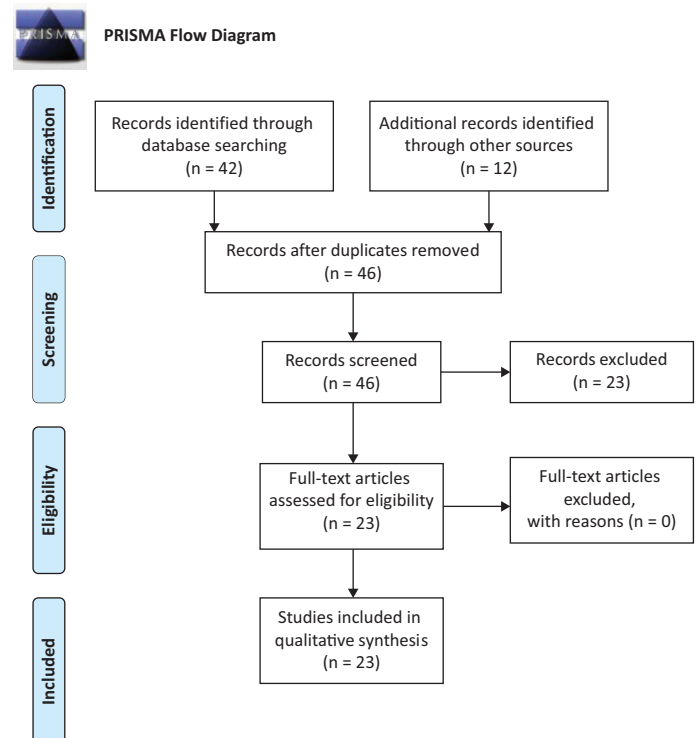 PRISMA
PRISMA Flow Diagram
Identification
Records identified through
database searching
(n = 42)
Additional records identified
through other sources
(n = 12)
Records after duplicates removed
(n = 46)
Screening
Records screened
(n = 46)
Records excluded
(n = 23)
Eligibility
Full-text articles
assessed for eligibility
(n = 23)
Full-text articles
excluded,
with reasons (n = 0)
Included
Studies included in
qualitative synthesis
(n = 23)